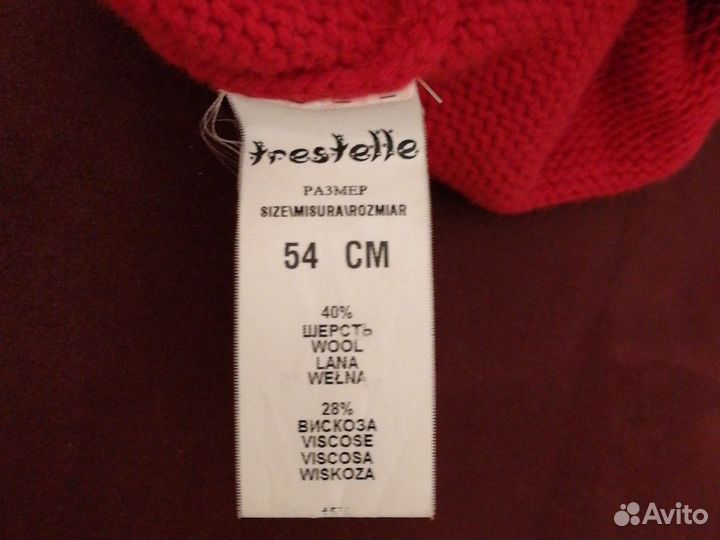 trestelle
РАЗМЕР
SIZE\MISURA\ROZMIAR
54 CM
40%
ШЕРСТЬ
WOOL
LANA
WEŁNA
28%
ВИСКОЗА
VISCOSE
VISCOSA
WISKOZA
Avito